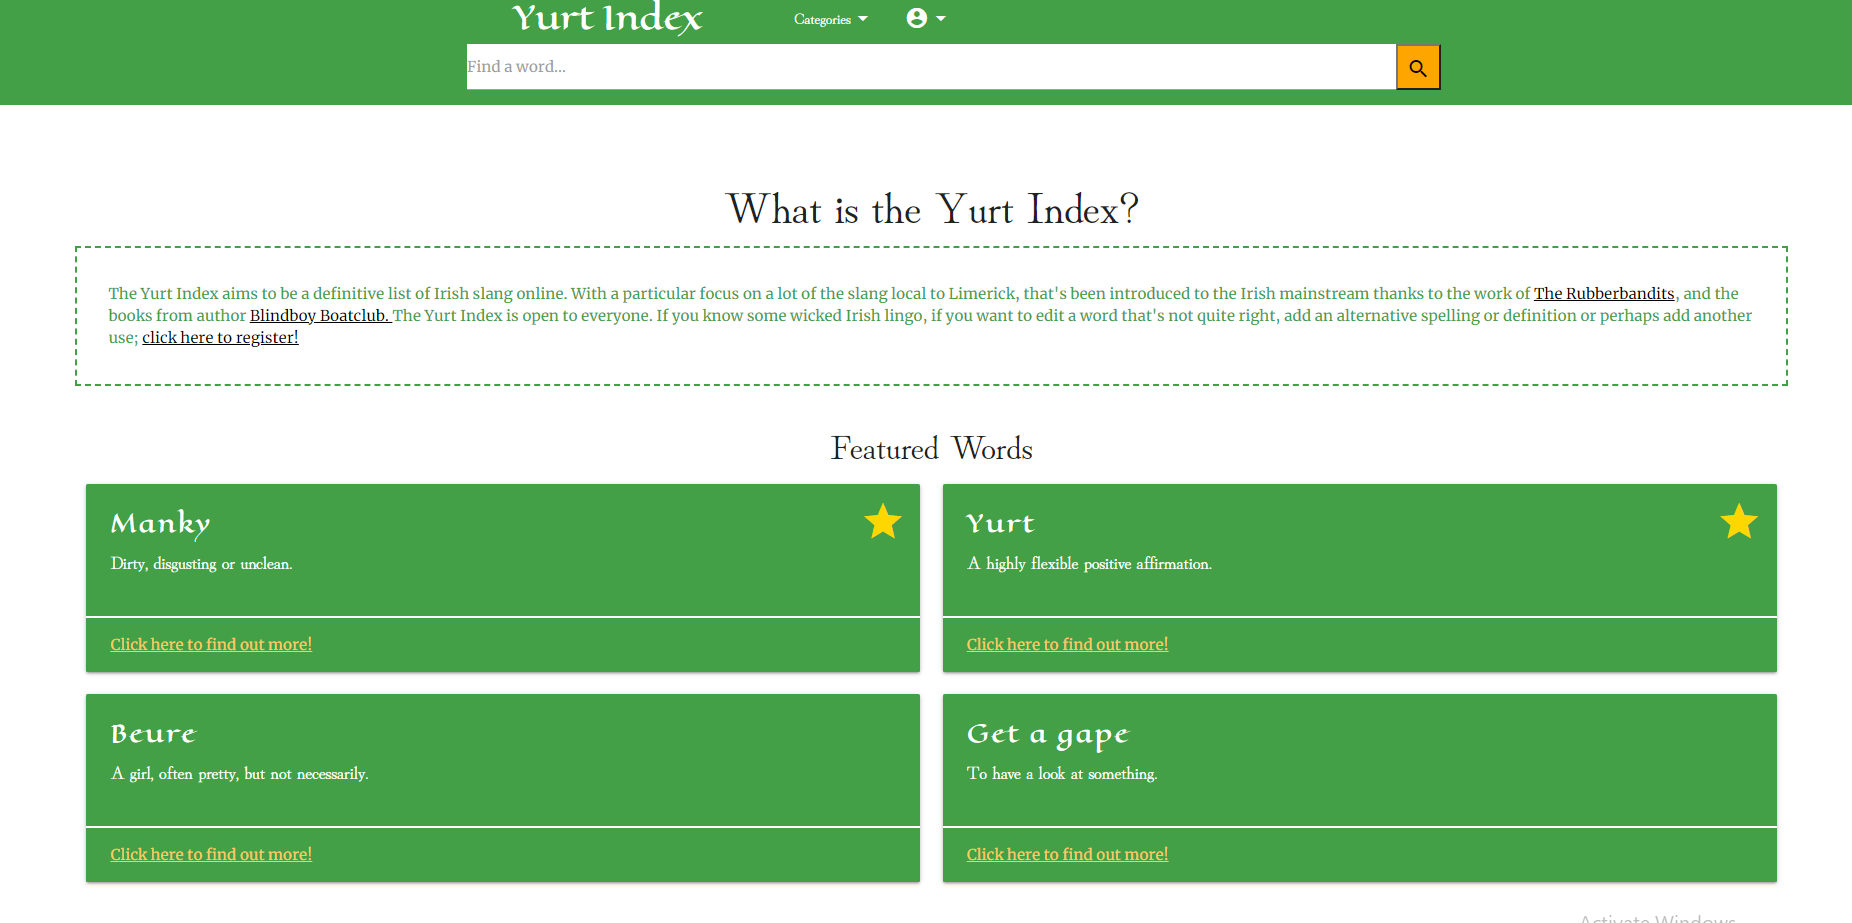 Yurt Index
Categories
Find a word...
What is the Yurt Index?
The Yurt Index aims to be a definitive list of Irish slang online. With a particular focus on a lot of the slang local to Limerick, that's been introduced to the Irish mainstream thanks to the work of The Rubberbandits, and the
books from author Blindboy Boatclub. The Yurt Index is open to everyone. If you know some wicked Irish lingo, if you want to edit a word that's not quite right, add an alternative spelling or definition or perhaps add another
use; click here to register!
Featured Words
Manky
Dirty, disgusting or unclean.
Click here to find out more!
Yurt
A highly flexible positive affirmation.
Click here to find out more!
Beure
A girl, often pretty, but not necessarily.
Click here to find out more!
Get a gape
To have a look at something.
Click here to find out more!
Activate Windows